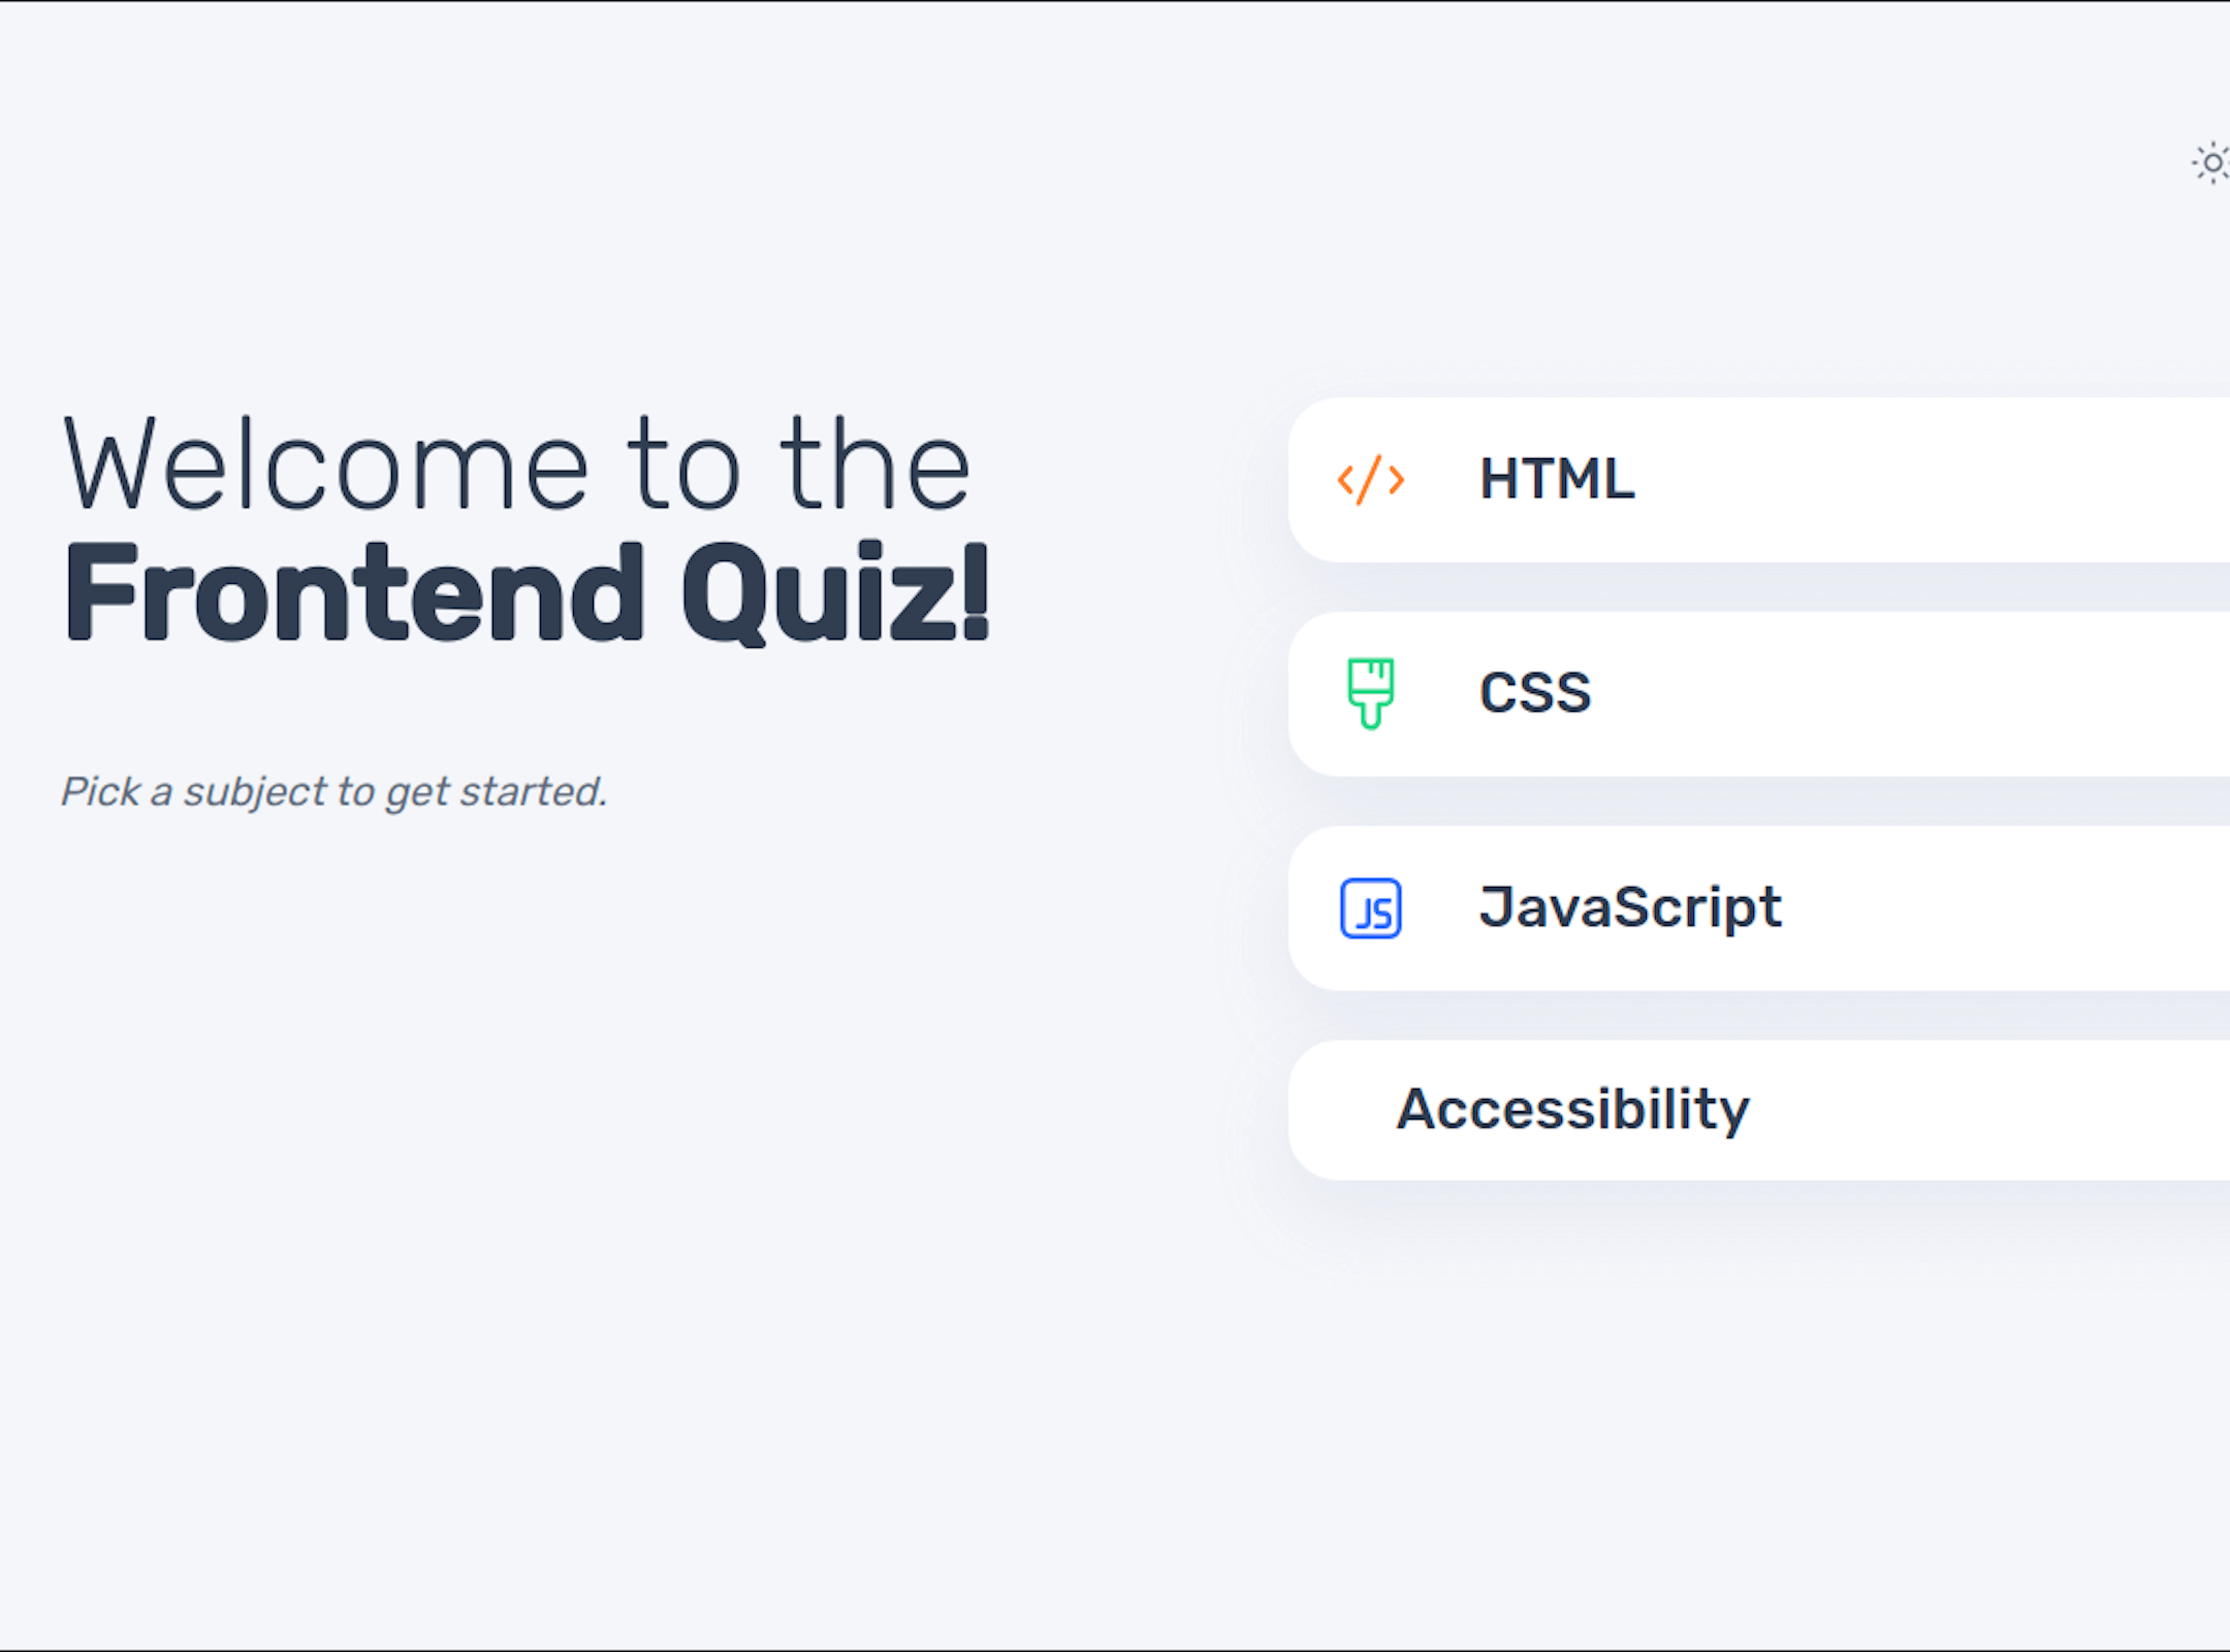 Welcome to the
Frontend Quiz!
Pick a subject to get started.
HTML
CSS
JS JavaScript
Accessibility